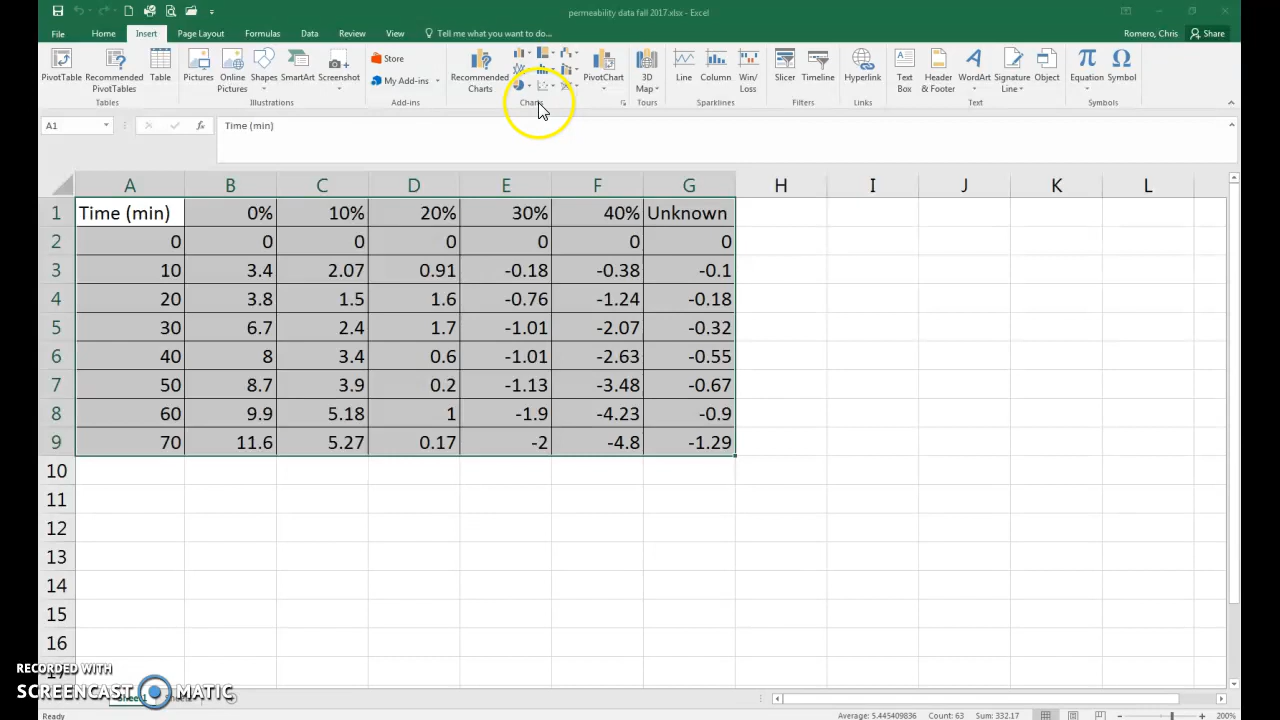 permeability data fall 2017.xlsx - Excel
File Home Insert Page Layout Formulas Data Review View Tell me what you want to do... Romero, Chris Share
PivotTable Recommended PivotTables Table Pictures Online Pictures Shapes SmartArt Screenshot Store My Add-ins Recommended Charts PivotChart 3D Map Line Column Win/Loss Slicer Timeline Hyperlink Text Box Header & Footer WordArt Signature Line Object Equation Symbol
Tables Illustrations Add-ins Charts Tours Sparklines Filters Links Text Symbols
A1 fx Time (min)
A B C D E F G H I J K L
1 Time (min) 0% 10% 20% 30% 40% Unknown
2 0 0 0 0 0 0 0
3 10 3.4 2.07 0.91 -0.18 -0.38 -0.1
4 20 3.8 1.5 1.6 -0.76 -1.24 -0.18
5 30 6.7 2.4 1.7 -1.01 -2.07 -0.32
6 40 8 3.4 0.6 -1.01 -2.63 -0.55
7 50 8.7 3.9 0.2 -1.13 -3.48 -0.67
8 60 9.9 5.18 1 -1.9 -4.23 -0.9
9 70 11.6 5.27 0.17 -2 -4.8 -1.29
10
11
12
13
14
15
16
RECORDED WITH
SCREENCAST MATIC
Ready Average: 5.445409836 Count: 63 Sum: 332.17 200%